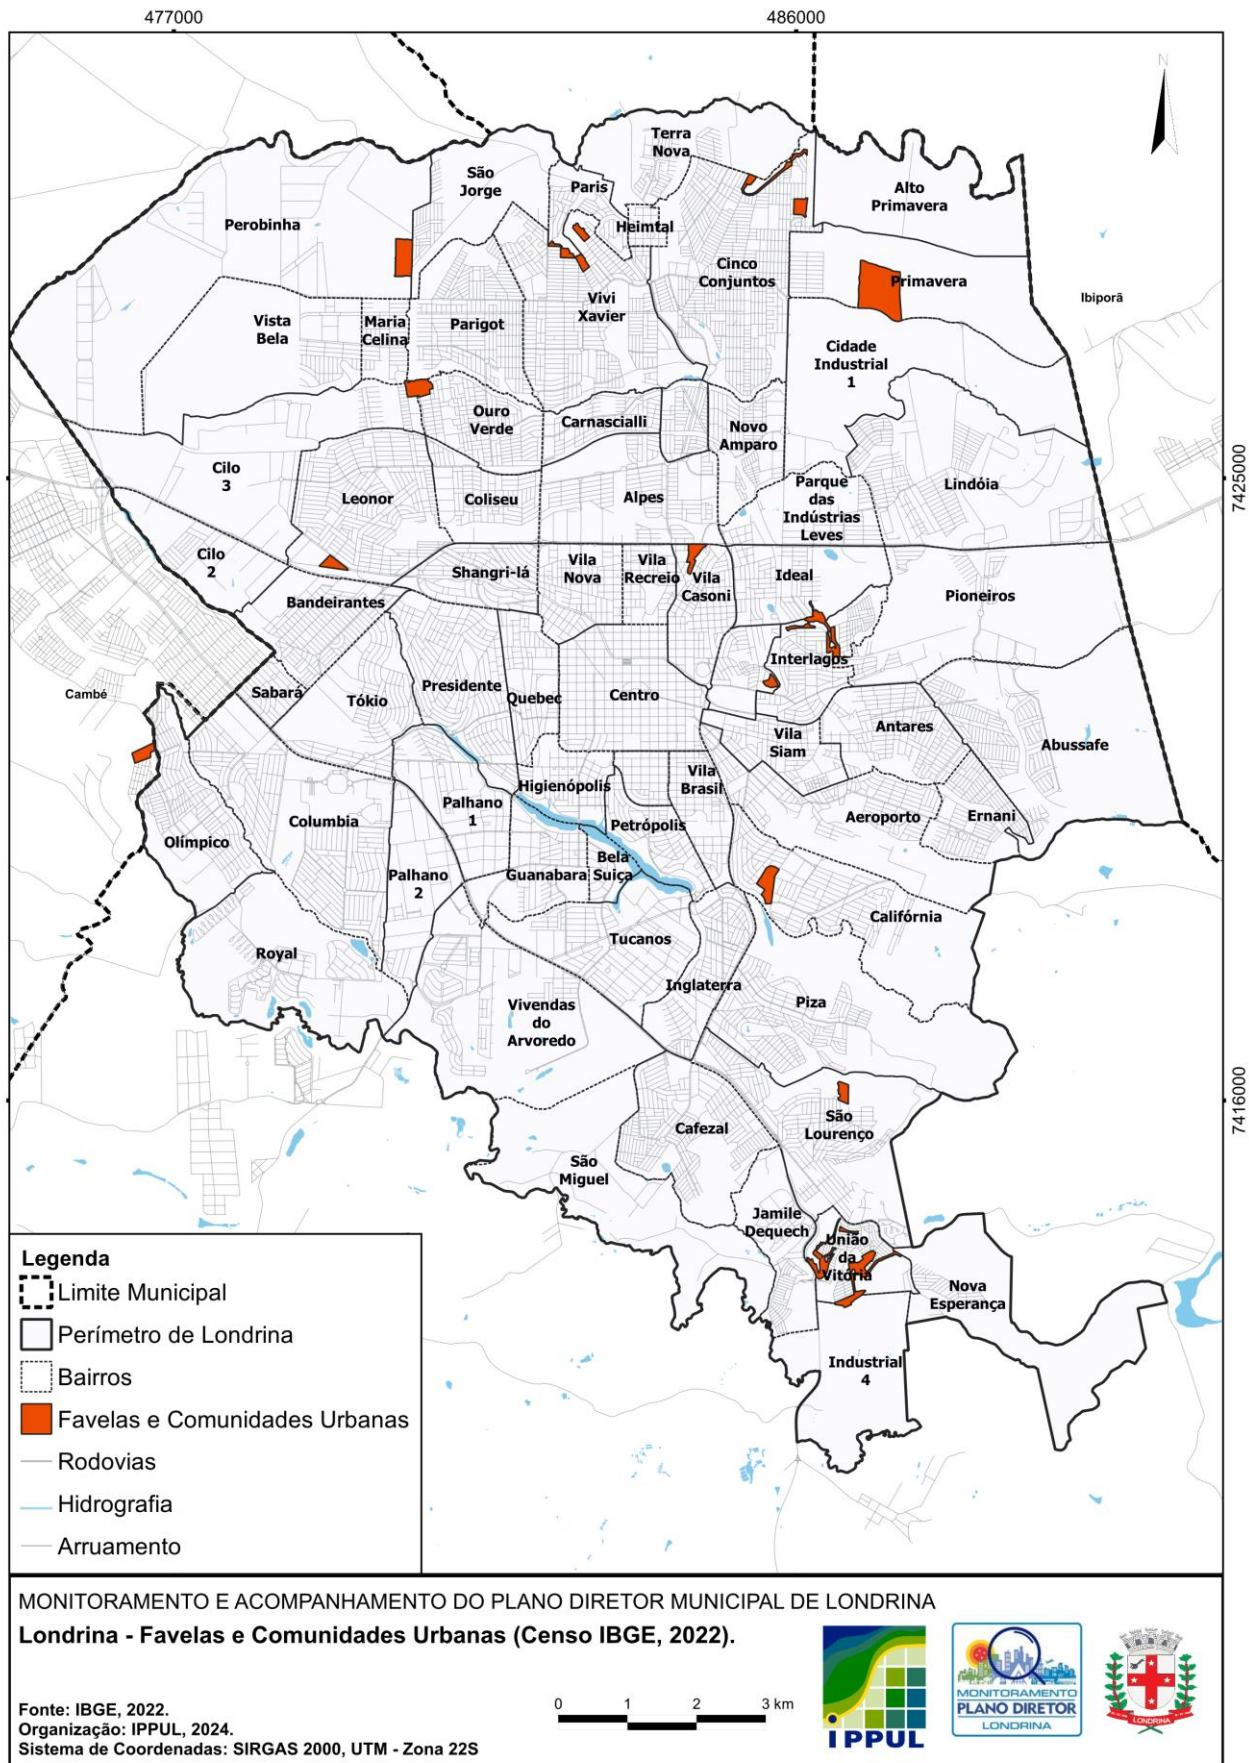 477000
486000
N
Terra
Nova
São
Jorge
Paris
Alto
Primavera
Perobinha
Heimtal
Cinco
Conjuntos
Primavera
Ibiporã
Vivi
Xavier
Vista
Bela
Maria
Celina
Parigot
Cidade
Industrial
1
Ouro
Verde
Carnascialli
Novo
Amparo
7425000
Cilo
3
Leonor
Coliseu
Alpes
Parque
das
Indústrias
Leves
Lindóia
Cilo
2
Shangri-lá
Vila
Nova
Vila
Recreio
Vila
Casoni
Ideal
Pioneiros
Bandeirantes
Interlagos
Cambé
Sabará
Tókio
Presidente
Quebec
Centro
Vila
Siam
Antares
Abussafe
Vila
Brasil
Higienópolis
Palhano
1
Petrópolis
Aeroporto
Ernani
Columbia
Olímpico
Bela
Suiça
Guanabara
Palhano
2
Califórnia
Royal
Tucanos
Inglaterra
Piza
Vivendas
do
Arvoredo
7416000
Cafezal
São
Lourenço
São
Miguel
Jamile
Dequech
União
da
Vitória
Nova
Esperança
Industrial
4
Legenda
Limite Municipal
Perímetro de Londrina
Bairros
Favelas e Comunidades Urbanas
Rodovias
Hidrografia
Arruamento
MONITORAMENTO E ACOMPANHAMENTO DO PLANO DIRETOR MUNICIPAL DE LONDRINA
Londrina - Favelas e Comunidades Urbanas (Censo IBGE, 2022).
0 1 2 3 km
Fonte: IBGE, 2022.
Organização: IPPUL, 2024.
Sistema de Coordenadas: SIRGAS 2000, UTM - Zona 22S
IPPUL
MONITORAMENTO
PLANO DIRETOR
LONDRINA
LONDRINA